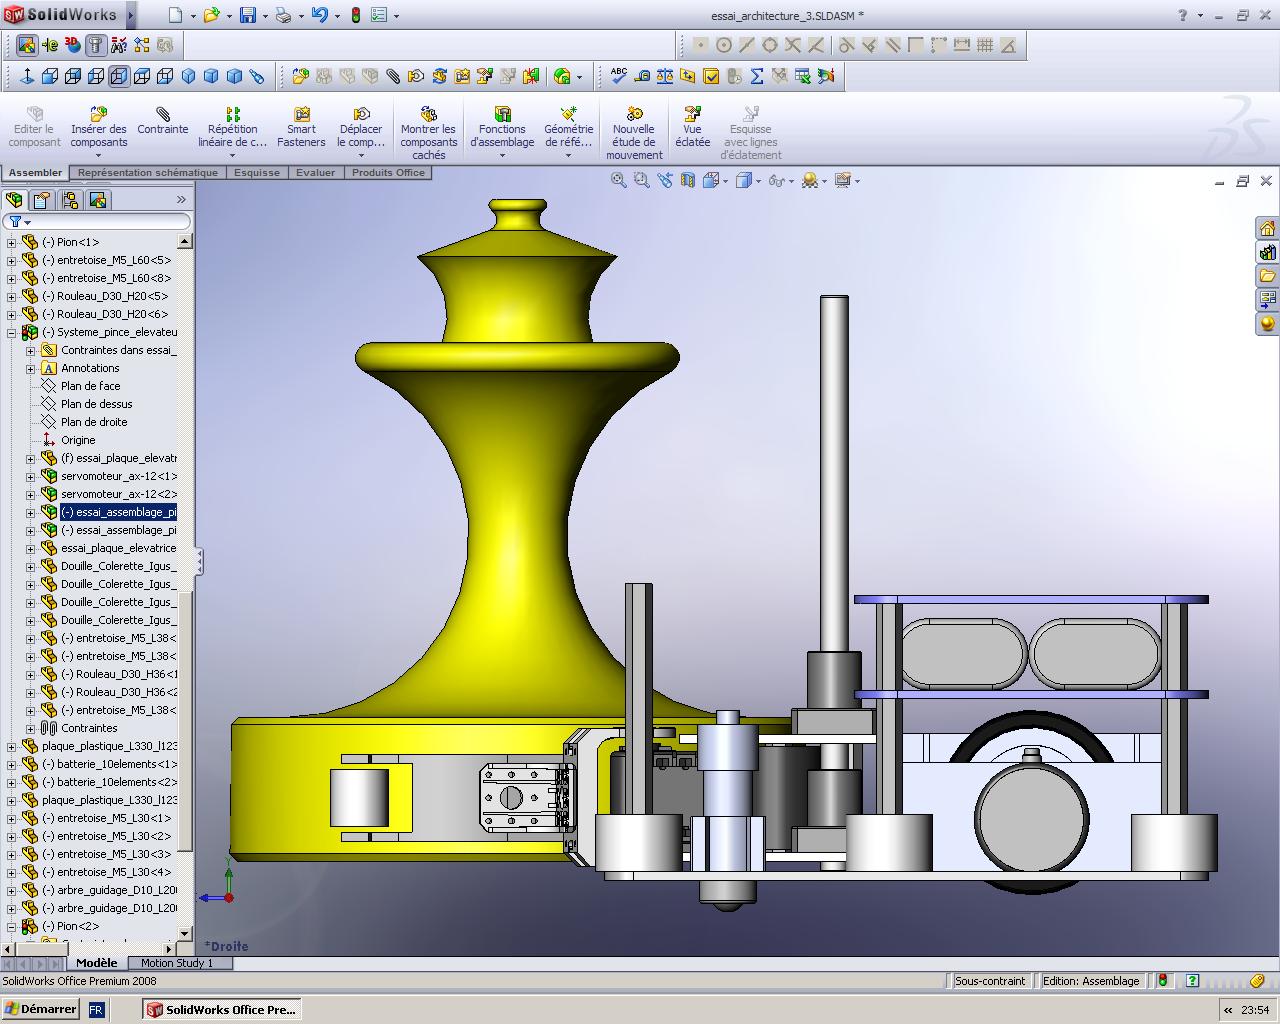 SolidWorks
essai_architecture_3.SLDASM *
Editer le composant
Insérer des composants
Contrainte
Répétition linéaire de c...
Smart Fasteners
Déplacer le comp...
Montrer les composants cachés
Fonctions d'assemblage
Géométrie de réfé...
Nouvelle étude de mouvement
Vue éclatée
Esquisse avec lignes d'éclatement
Assembler
Représentation schématique
Esquisse
Evaluer
Produits Office
(-) Pion<1>
(-) entretoise_M5_L60<5>
(-) entretoise_M5_L60<8>
(-) Rouleau_D30_H20<5>
(-) Rouleau_D30_H20<6>
(-) Systeme_pince_elevateu
Contraintes dans essai_
Annotations
Plan de face
Plan de dessus
Plan de droite
Origine
(f) essai_plaque_elevatr
servomoteur_ax-12<1>
servomoteur_ax-12<2>
(-) essai_assemblage_pi
(-) essai_assemblage_pi
essai_plaque_elevatrice
Douille_Colerette_Igus_
Douille_Colerette_Igus_
Douille_Colerette_Igus_
Douille_Colerette_Igus_
(-) entretoise_M5_L38<
(-) entretoise_M5_L38<
(-) Rouleau_D30_H36<1
(-) Rouleau_D30_H36<2
(-) entretoise_M5_L38<
Contraintes
plaque_plastique_L330_l123
(-) batterie_10elements<1>
(-) batterie_10elements<2>
plaque_plastique_L330_l123
(-) entretoise_M5_L30<1>
(-) entretoise_M5_L30<2>
(-) entretoise_M5_L30<3>
(-) entretoise_M5_L30<4>
(-) arbre_guidage_D10_L20
(-) arbre_guidage_D10_L20
(-) Pion<2>
Y
*Droite
Modèle
Motion Study 1
SolidWorks Office Premium 2008
Sous-contraint
Edition: Assemblage
Démarrer
FR
SolidWorks Office Pre...
23:54